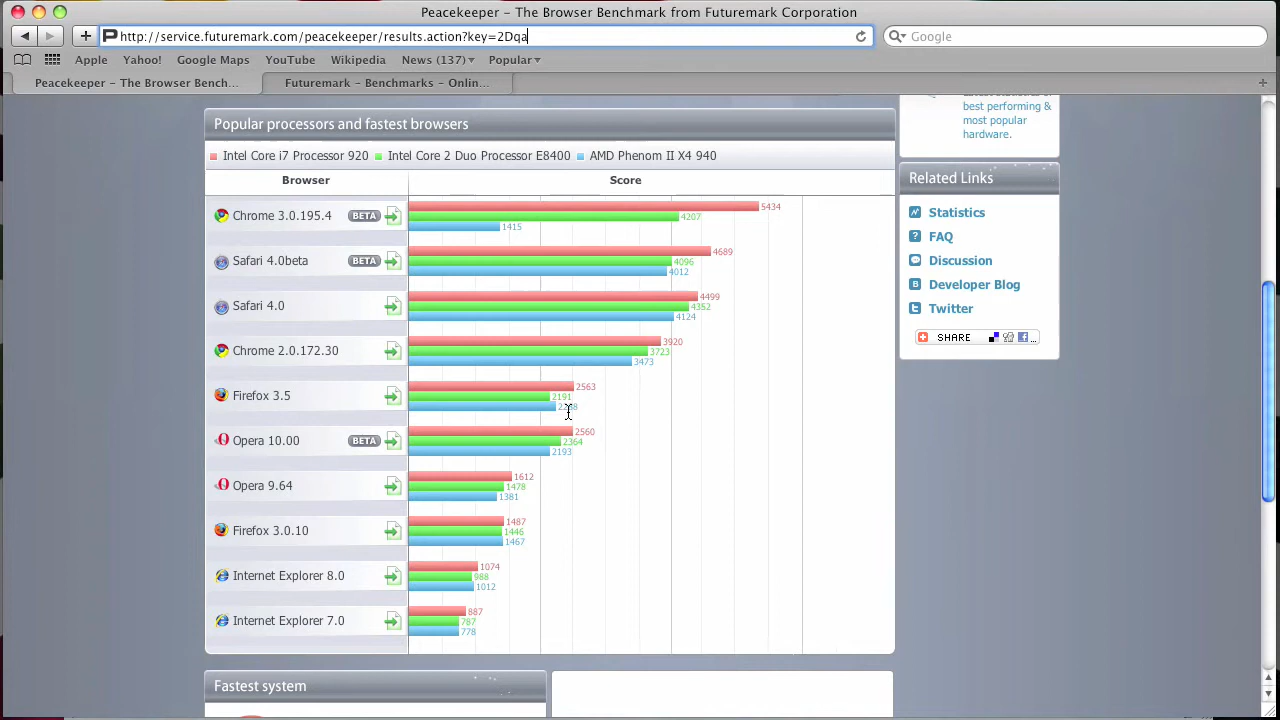 Peacekeeper – The Browser Benchmark from Futuremark Corporation
http://service.futuremark.com/peacekeeper/results.action?key=2Dqa
Google
Apple Yahoo! Google Maps YouTube Wikipedia News (137) Popular
Peacekeeper – The Browser Bench... Futuremark – Benchmarks – Onlin...
best performing &
most popular
hardware.
Popular processors and fastest browsers
Intel Core i7 Processor 920 Intel Core 2 Duo Processor E8400 AMD Phenom II X4 940
Browser Score
Chrome 3.0.195.4 BETA
5434
4207
1415
Safari 4.0beta BETA
4689
4096
4012
Safari 4.0
4499
4352
4124
Chrome 2.0.172.30
3920
3723
3473
Firefox 3.5
2563
2191
Opera 10.00 BETA
2560
2364
2193
Opera 9.64
1612
1478
1381
Firefox 3.0.10
1487
1446
1467
Internet Explorer 8.0
1074
988
1012
Internet Explorer 7.0
887
787
778
Fastest system
Related Links
Statistics
FAQ
Discussion
Developer Blog
Twitter
SHARE